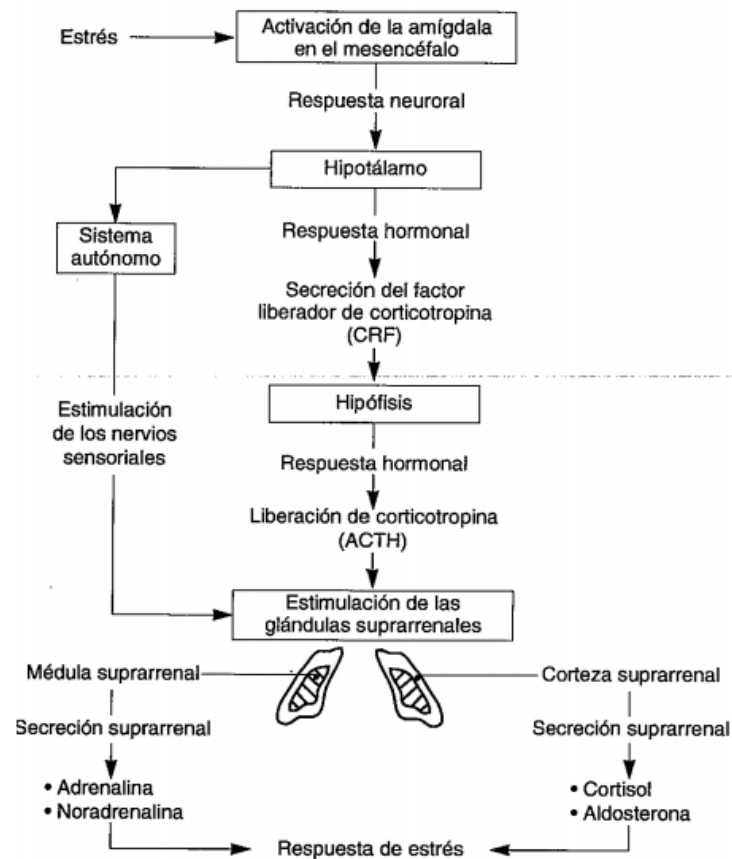 Estrés
Activación de la amígdala
en el mesencéfalo
Respuesta neuroral
Hipotálamo
Sistema
autónomo
Respuesta hormonal
Secreción del factor
liberador de corticotropina
(CRF)
Hipófisis
Estimulación
de los nervios
sensoriales
Respuesta hormonal
Liberación de corticotropina
(ACTH)
Estimulación de las
glándulas suprarrenales
Médula suprarrenal
Corteza suprarrenal
Secreción suprarrenal
Secreción suprarrenal
• Adrenalina
• Noradrenalina
• Cortisol
• Aldosterona
Respuesta de estrés